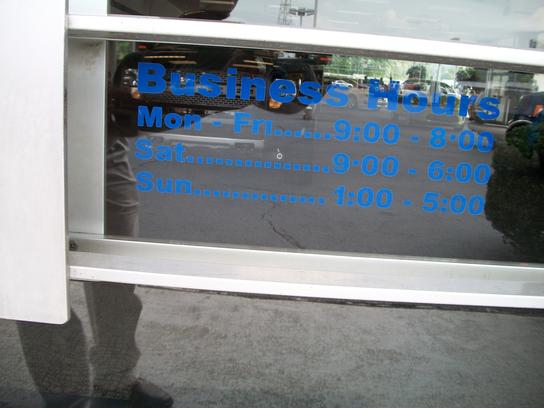 Business Hours
Mon - Fri......9:00 - 8:00
Sat...............9:00 - 6:00
Sun.............. 1:00 - 5:00